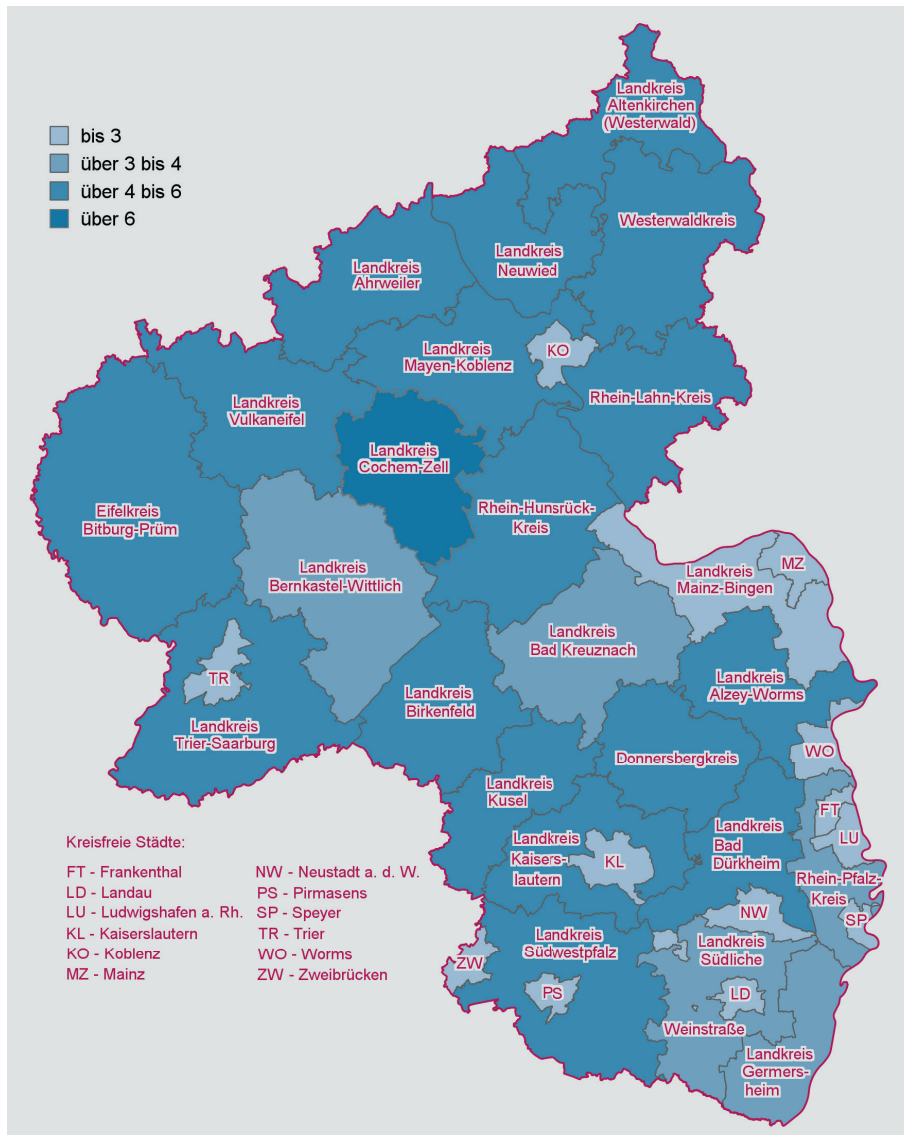 bis 3
über 3 bis 4
über 4 bis 6
über 6
Landkreis
Altenkirchen
(Westerwald)
Westerwaldkreis
Landkreis
Neuwied
Landkreis
Ahrweiler
Landkreis
Mayen-Koblenz
KO
Rhein-Lahn-Kreis
Landkreis
Vulkaneifel
Landkreis
Cochem-Zell
Eifelkreis
Bitburg-Prüm
Rhein-Hunsrück-
Kreis
Landkreis
Bernkastel-Wittlich
Landkreis
Mainz-Bingen
MZ
Landkreis
Bad Kreuznach
TR
Landkreis
Trier-Saarburg
Landkreis
Birkenfeld
Landkreis
Alzey-Worms
Donnersbergkreis
WO
Landkreis
Kusel
FT
LU
Landkreis
Kaisers-
lautern
KL
Landkreis
Bad
Dürkheim
Rhein-Pfalz-
Kreis
NW
SP
Landkreis
Südwestpfalz
Landkreis
Südliche
Weinstraße
ZW
PS
LD
Landkreis
Germers-
heim
Kreisfreie Städte:
FT - Frankenthal
LD - Landau
LU - Ludwigshafen a. Rh.
KL - Kaiserslautern
KO - Koblenz
MZ - Mainz
NW - Neustadt a. d. W.
PS - Pirmasens
SP - Speyer
TR - Trier
WO - Worms
ZW - Zweibrücken